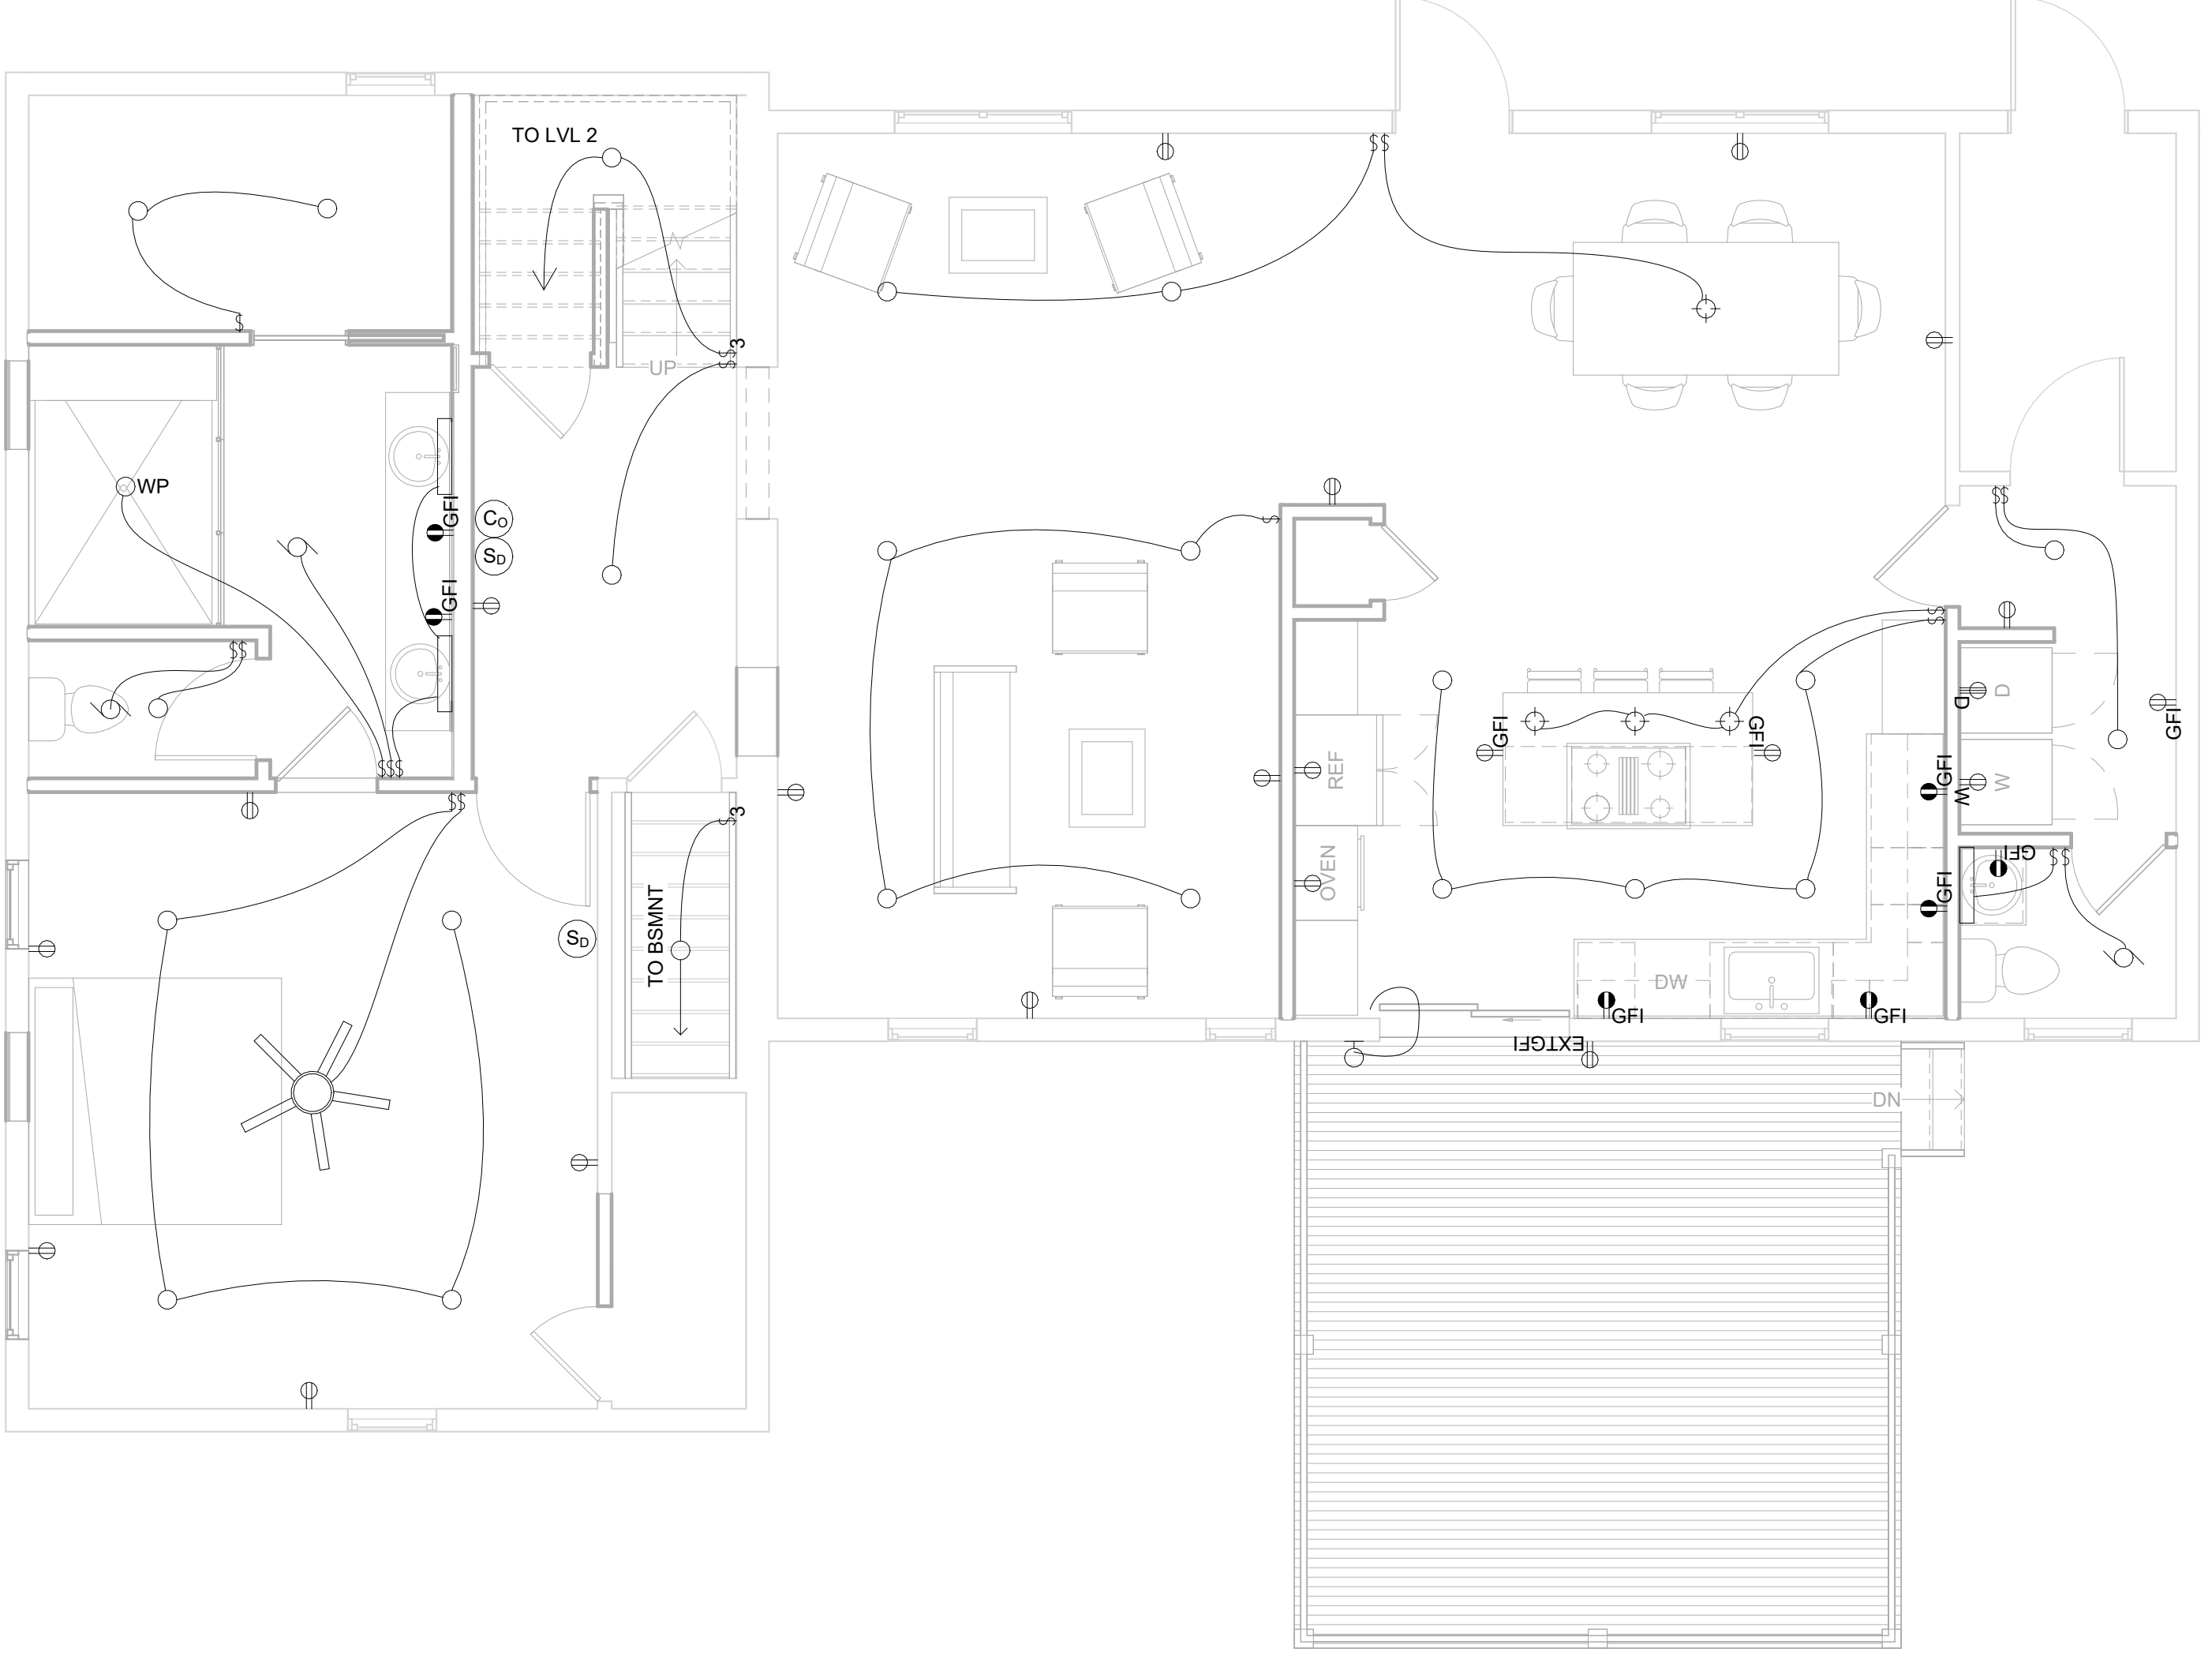 TO LVL 2
$
$
$
3
$
UP
$
WP
GFI
CO
SD
GFI
$
$
$
$
$
$
$
$
D
D
GFI
GFI
GFI
REF
GFI
W
W
$
$
$
$
$
3
$
GFI
$
$
OVEN
GFI
TO BSMNT
SD
DW
GFI
GFI
EXTGFI
DN